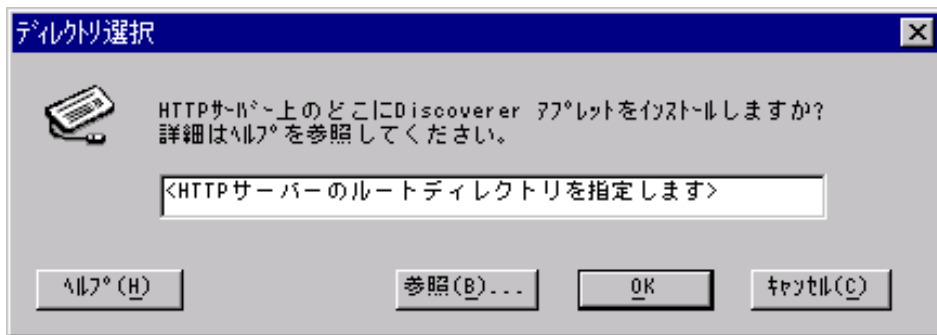 ﾃﾞｨﾚｸﾄﾘ選択
HTTPｻｰﾊﾞｰ上のどこにDiscoverer ｱﾌﾟﾚｯﾄをｲﾝｽﾄｰﾙしますか?
詳細はﾍﾙﾌﾟを参照してください。
<HTTPサーバーのルートディレクトリを指定します>
ﾍﾙﾌﾟ(H) 参照(B)... OK ｷｬﾝｾﾙ(C)